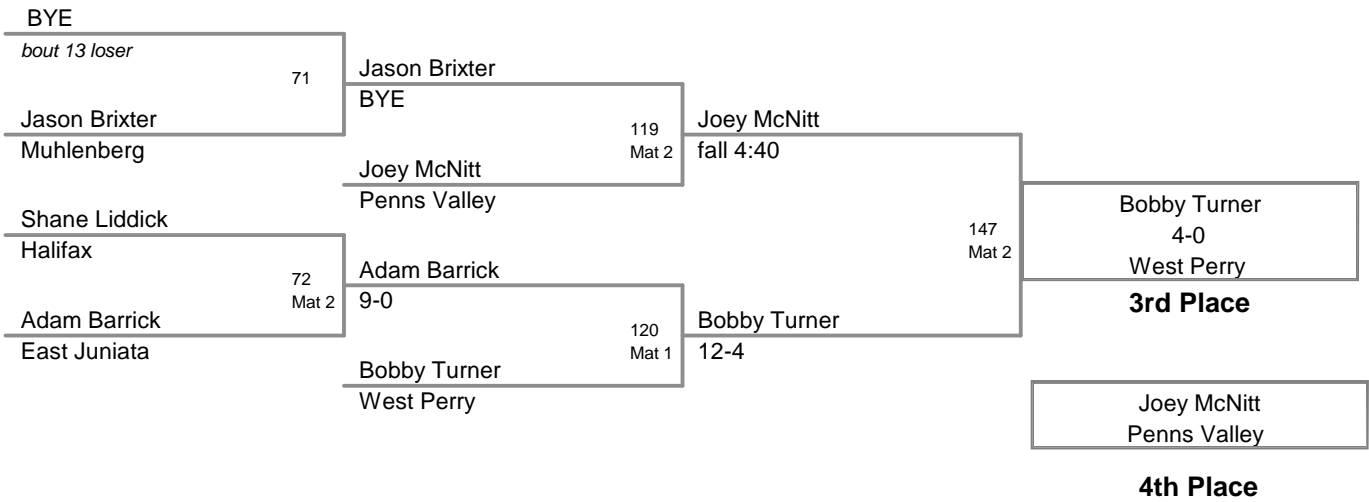 BYE
bout 13 loser
71
Jason Brixter
Muhlenberg
Shane Liddick
Halifax
72
Mat 2
Adam Barrick
East Juniata
Jason Brixter
BYE
119
Mat 2
Joey McNitt
Penns Valley
Adam Barrick
9-0
120
Mat 1
Bobby Turner
West Perry
Joey McNitt
fall 4:40
147
Mat 2
Bobby Turner
12-4
Bobby Turner
4-0
West Perry
3rd Place
Joey McNitt
Penns Valley
4th Place